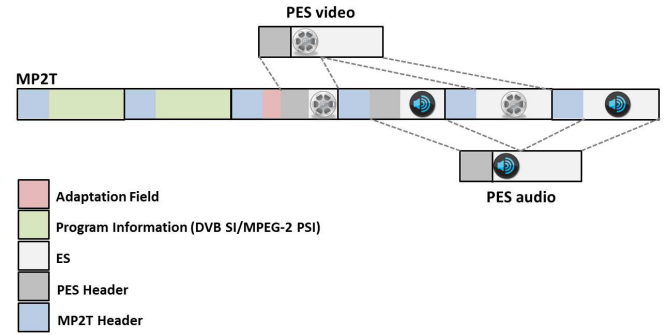 PES video
MP2T
PES audio
Adaptation Field
Program Information (DVB SI/MPEG-2 PSI)
ES
PES Header
MP2T Header